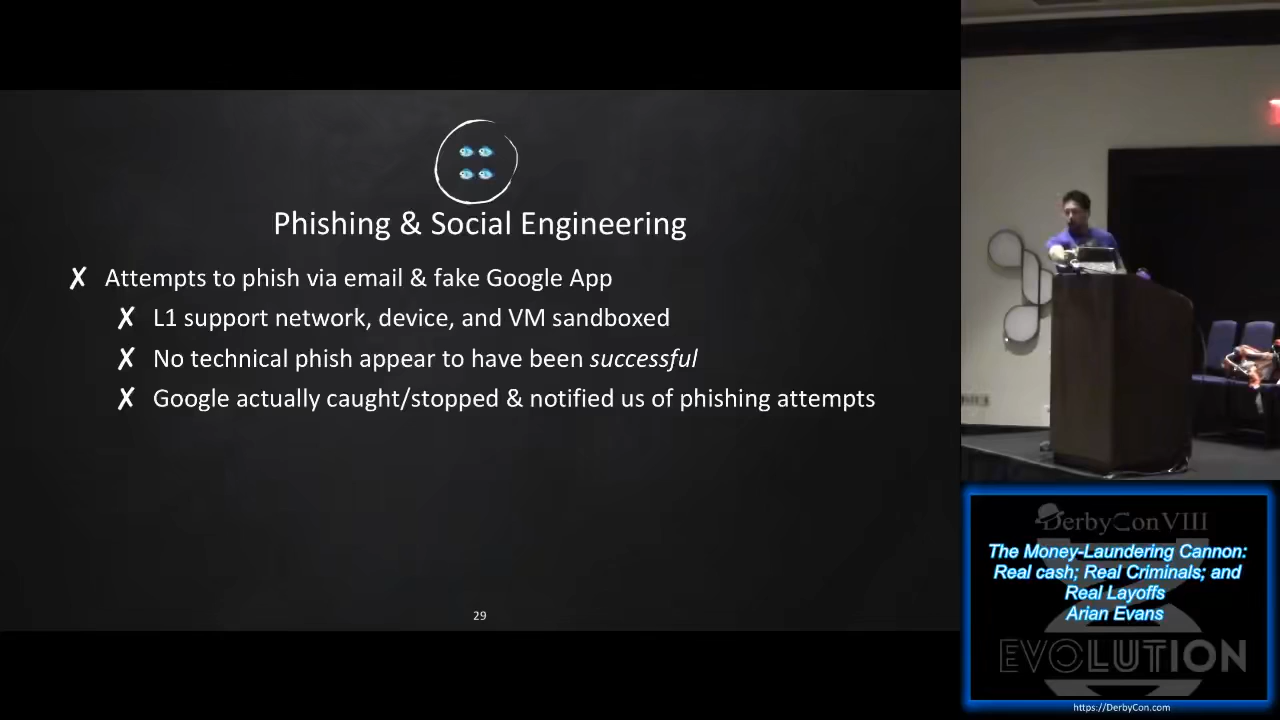 Phishing & Social Engineering
✗ Attempts to phish via email & fake Google App
✗ L1 support network, device, and VM sandboxed
✗ No technical phish appear to have been successful
✗ Google actually caught/stopped & notified us of phishing attempts
29
DerbyCon VIII
The Money-Laundering Cannon:
Real cash; Real Criminals; and
Real Layoffs
Arian Evans
EVOLUTION
https://DerbyCon.com